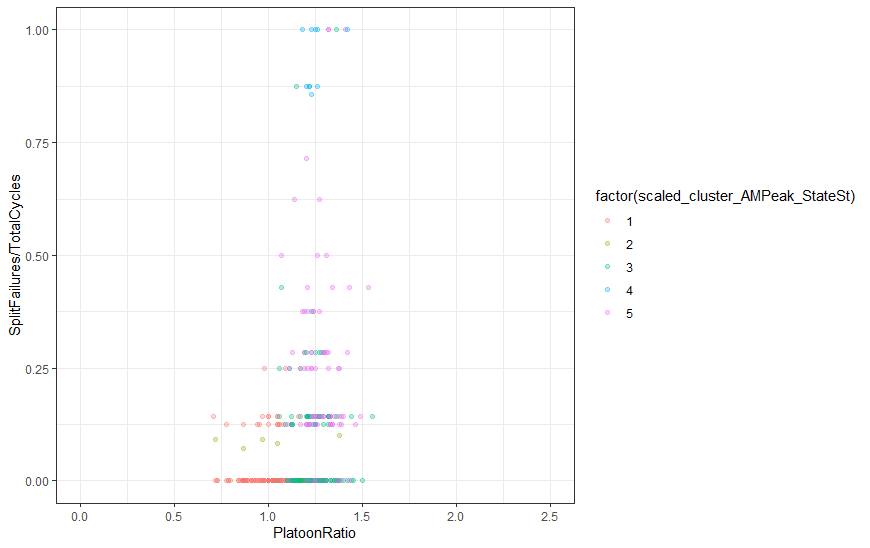 1.00
0.75
0.50
0.25
0.00
SplitFailures/TotalCycles
0.0 0.5 1.0 1.5 2.0 2.5
PlatoonRatio
factor(scaled_cluster_AMPeak_StateSt)
1
2
3
4
5